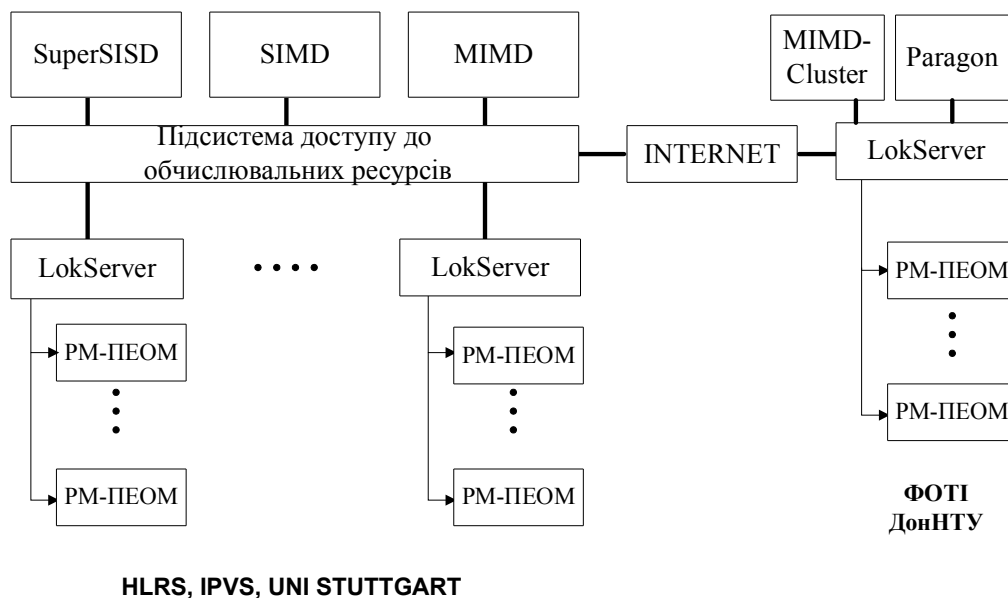 SuperSISD
SIMD
MIMD
MIMD-
Cluster
Paragon
Підсистема доступу до
обчислювальних ресурсів
INTERNET
LokServer
LokServer
LokServer
РМ-ПЕОМ
РМ-ПЕОМ
РМ-ПЕОМ
РМ-ПЕОМ
РМ-ПЕОМ
РМ-ПЕОМ
ФОТІ
ДонНТУ
HLRS, IPVS, UNI STUTTGART